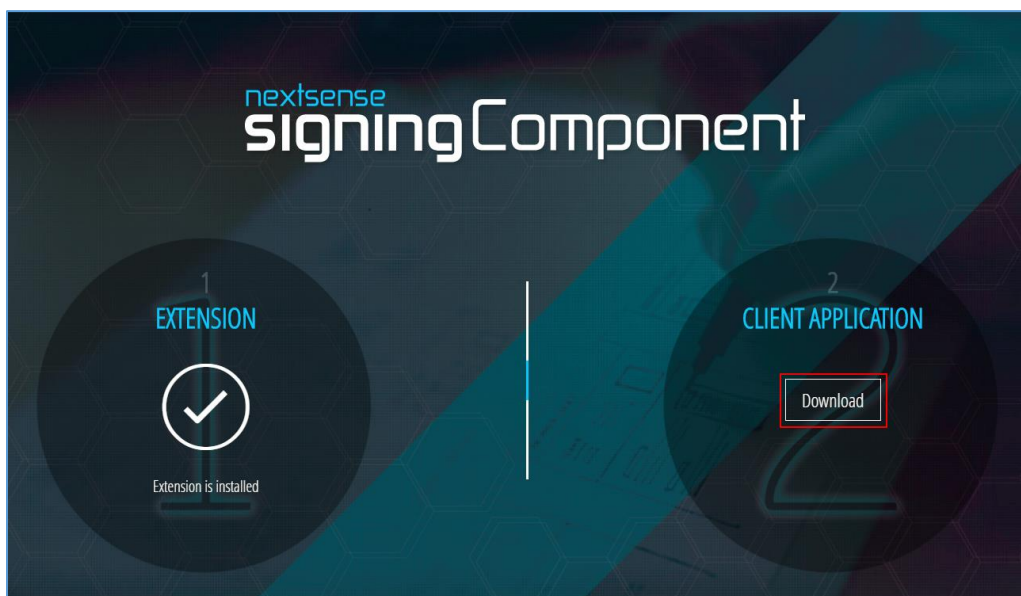 nextsense
signingComponent
1
EXTENSION
Extension is installed
2
CLIENT APPLICATION
Download